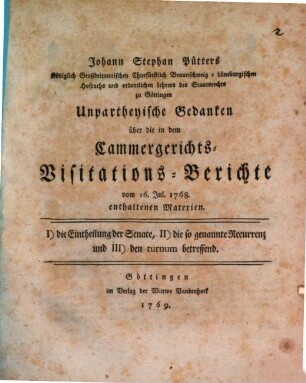 2
Johann Stephan Pütters
Königlich Großbritannischen Churfürstlich Braunschweig-lüneburgischen
Hofraths und ordentlichen Lehrers des Staatsrechts
zu Göttingen
Unpartheyische Gedanken
über die in dem
Cammergerichts-
Visitations-Berichte
vom 16. Jul. 1768.
enthaltenen Materien.
I) die Eintheilung der Senate, II) die so genannte Recurrenz
und III) den turnum betreffend.
Göttingen
im Verlag der Witwe Vandenhoek
1769.